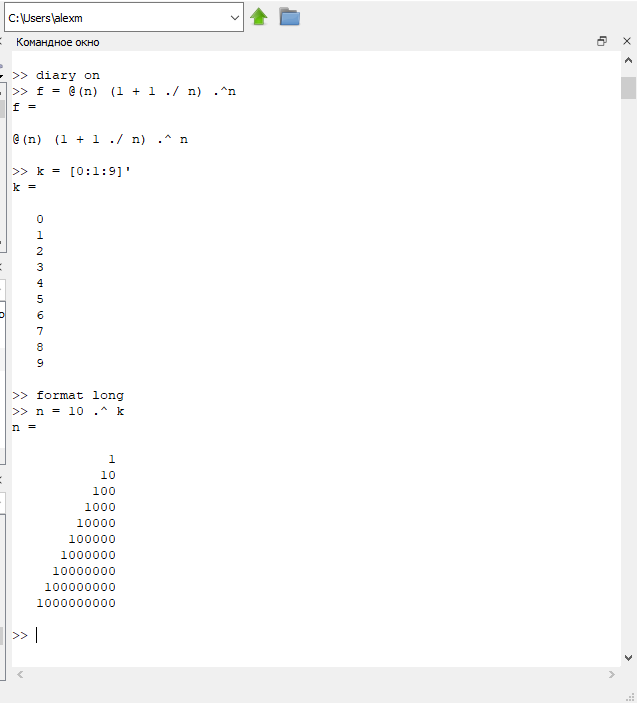 C:\Users\alexm
Командное окно
>> diary on
>> f = @(n) (1 + 1 ./ n) .^n
f =
@(n) (1 + 1 ./ n) .^ n
>> k = [0:1:9]'
k =
0
1
2
3
4
5
6
7
8
9
>> format long
>> n = 10 .^ k
n =
1
10
100
1000
10000
100000
1000000
10000000
100000000
1000000000
>>